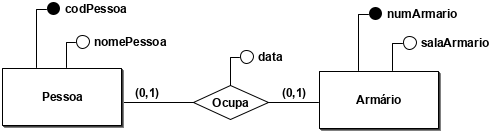 codPessoa
nomePessoa
Pessoa
(0,1)
data
Ocupa
(0,1)
numArmario
salaArmario
Armário